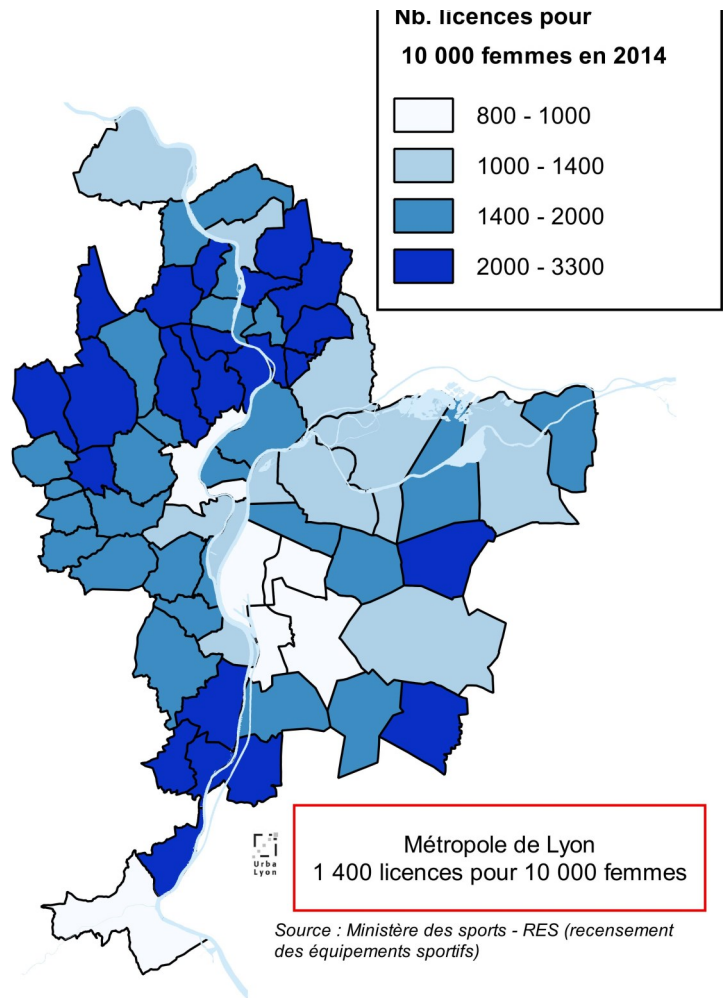 Nb. licences pour
10 000 femmes en 2014
800 - 1000
1000 - 1400
1400 - 2000
2000 - 3300
Urba
Lyon
Métropole de Lyon
1 400 licences pour 10 000 femmes
Source : Ministère des sports - RES (recensement
des équipements sportifs)